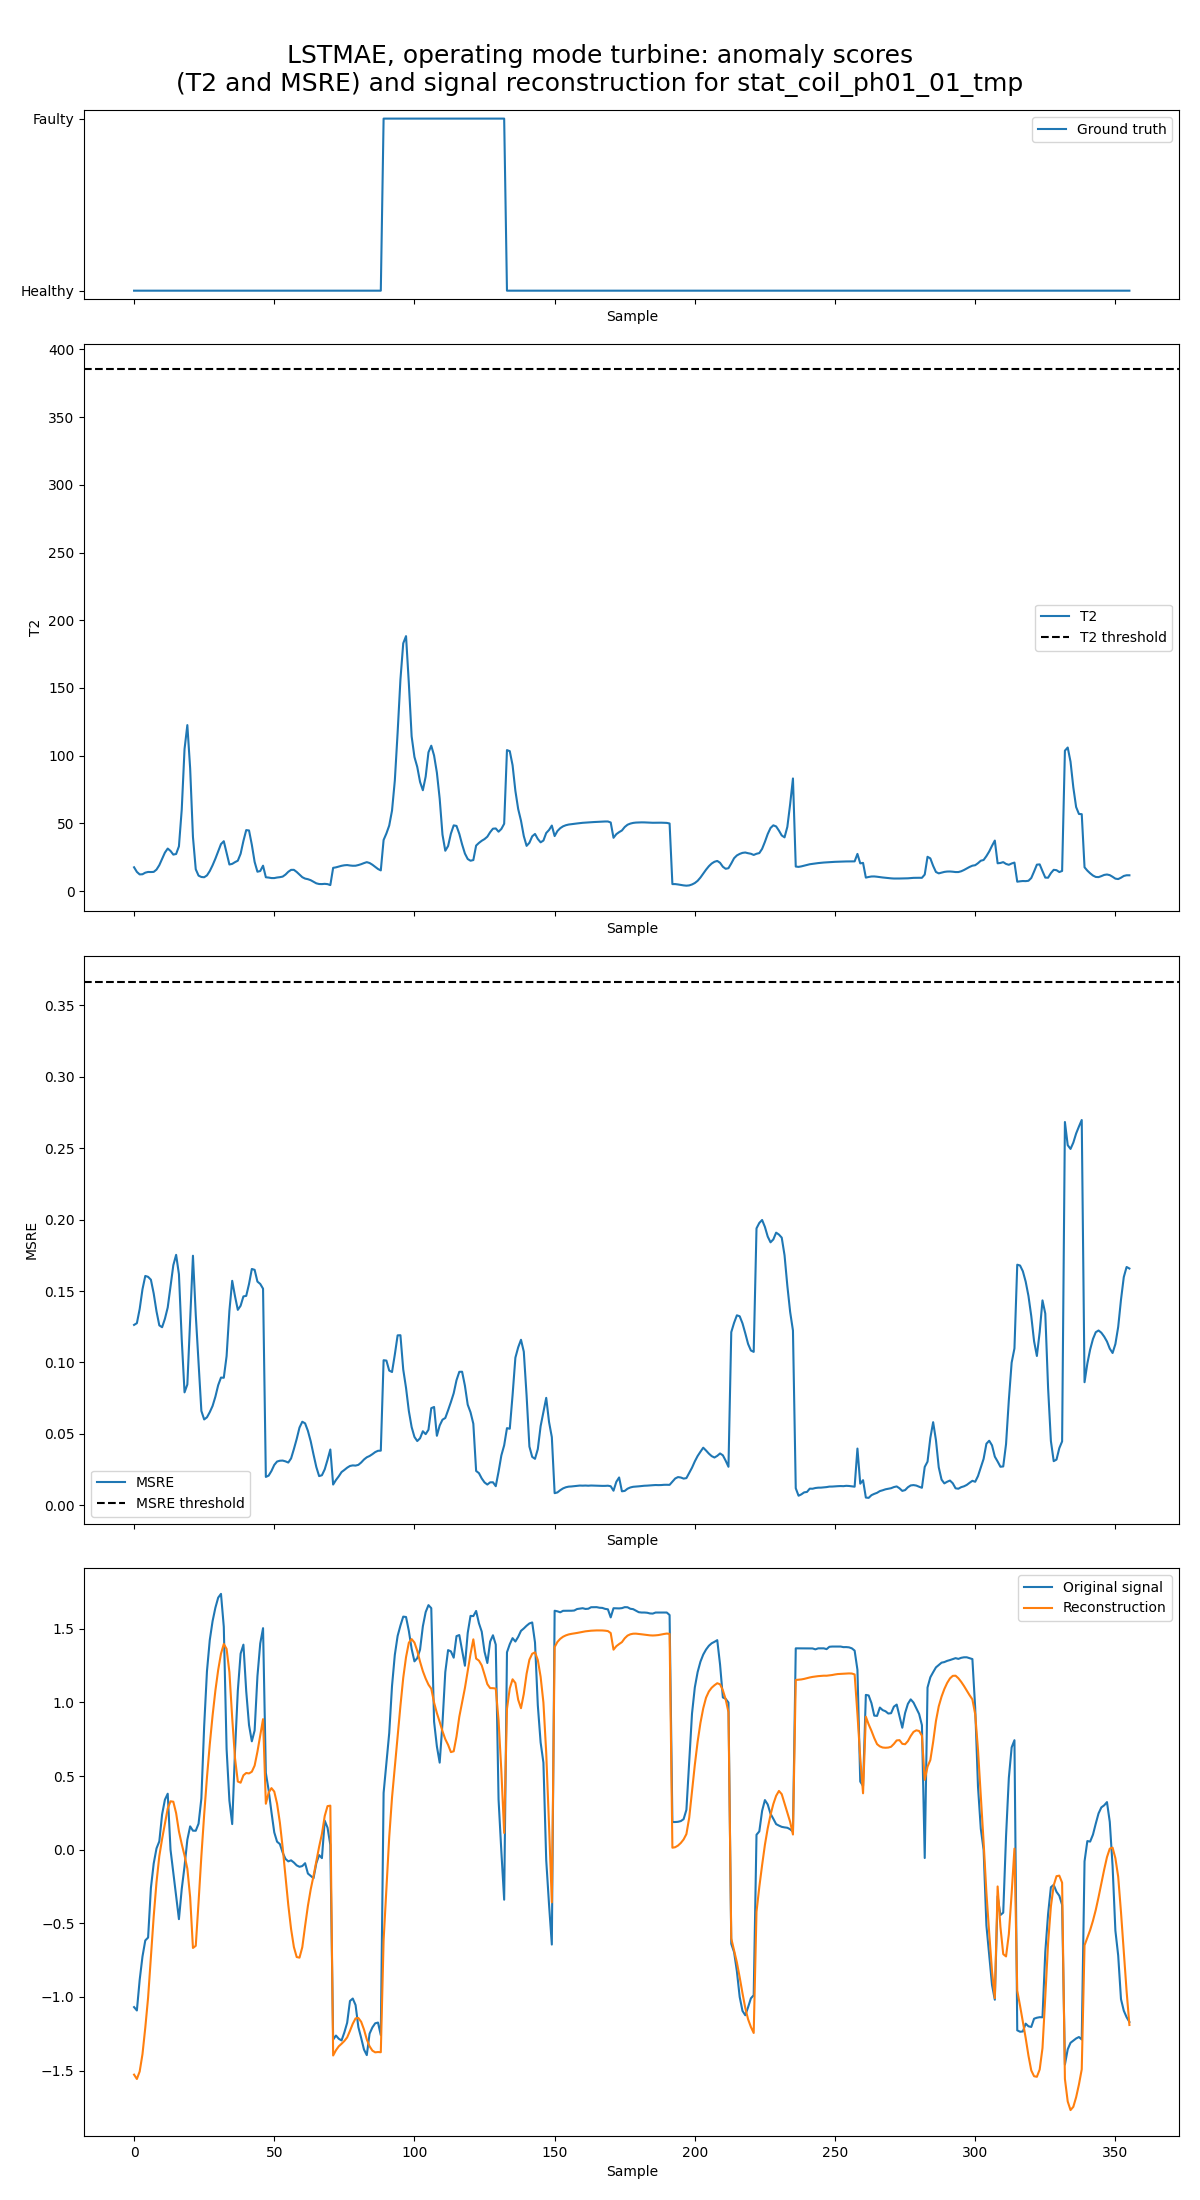 LSTMAE, operating mode turbine: anomaly scores
(T2 and MSRE) and signal reconstruction for stat_coil_ph01_01_tmp
Faulty
Healthy
Ground truth
Sample
400
350
300
250
200
150
100
50
0
T2
T2
T2 threshold
Sample
0.35
0.30
0.25
0.20
0.15
0.10
0.05
0.00
MSRE
MSRE
MSRE threshold
Sample
1.5
1.0
0.5
0.0
−0.5
−1.0
−1.5
Original signal
Reconstruction
0 50 100 150 200 250 300 350
Sample